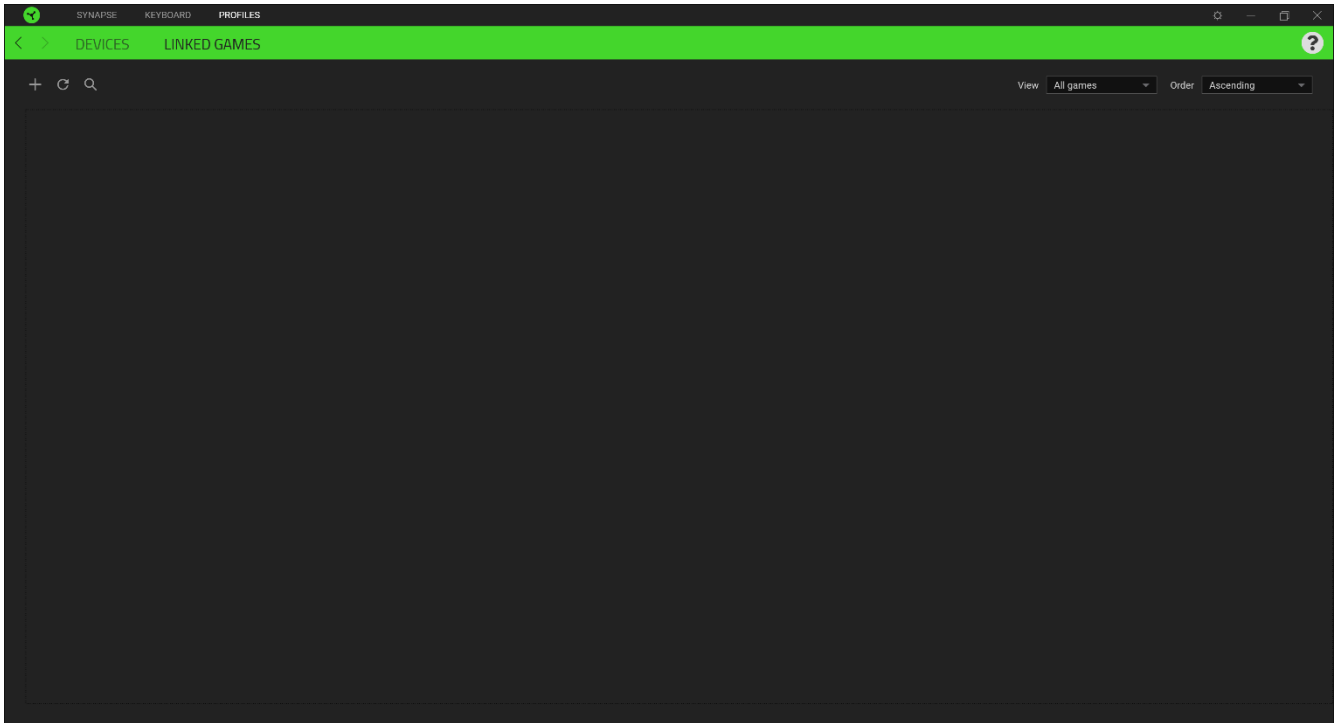 SYNAPSE KEYBOARD PROFILES
DEVICES LINKED GAMES ?
View All games Order Ascending